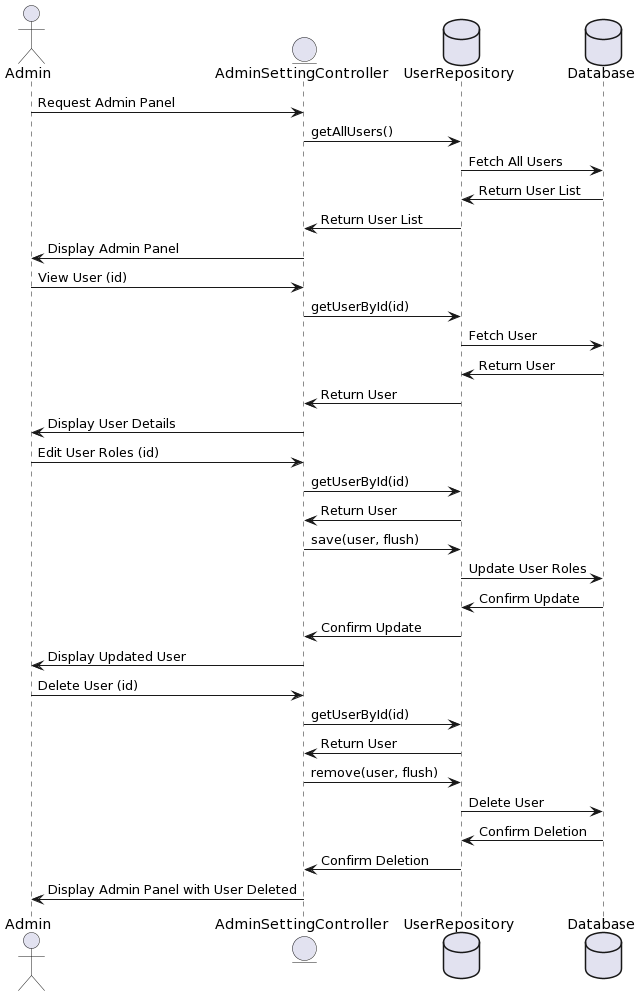 Admin AdminSettingController UserRepository Database
Request Admin Panel
getAllUsers()
Fetch All Users
Return User List
Return User List
Display Admin Panel
View User (id)
getUserById(id)
Fetch User
Return User
Return User
Display User Details
Edit User Roles (id)
getUserById(id)
Return User
save(user, flush)
Update User Roles
Confirm Update
Confirm Update
Display Updated User
Delete User (id)
getUserById(id)
Return User
remove(user, flush)
Delete User
Confirm Deletion
Confirm Deletion
Display Admin Panel with User Deleted
Admin AdminSettingController UserRepository Database